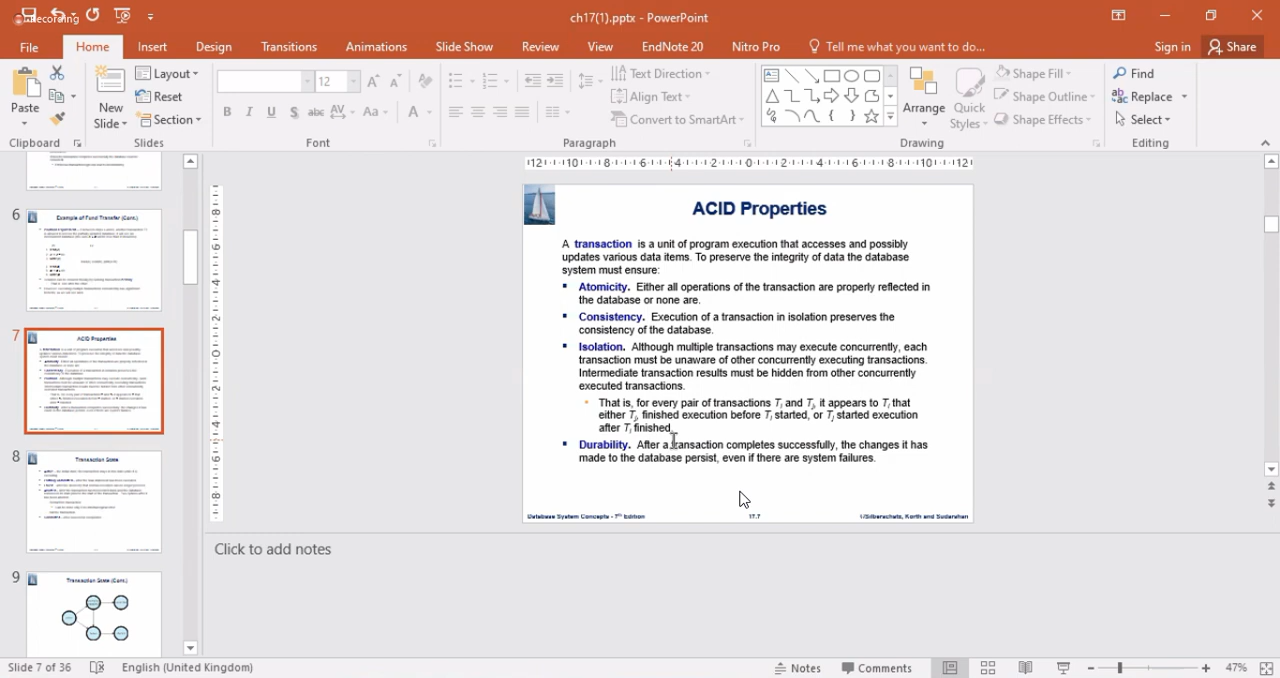 Recording
ch17(1).pptx - PowerPoint
File Home Insert Design Transitions Animations Slide Show Review View EndNote 20 Nitro Pro Tell me what you want to do... Sign in Share
Paste
New
Slide
Layout
Reset
Section
12
B I U S abc AV Aa A
Text Direction
Align Text
Convert to SmartArt
Arrange
Quick
Styles
Shape Fill
Shape Outline
Shape Effects
Find
Replace
Select
Clipboard Slides Font Paragraph Drawing Editing
6
Example of Fund Transfer (Cont.)
7
ACID Properties
8
Transaction State
9
Transaction State (Cont.)
ACID Properties
A transaction is a unit of program execution that accesses and possibly
updates various data items. To preserve the integrity of data the database
system must ensure:
Atomicity. Either all operations of the transaction are properly reflected in
the database or none are.
Consistency. Execution of a transaction in isolation preserves the
consistency of the database.
Isolation. Although multiple transactions may execute concurrently, each
transaction must be unaware of other concurrently executing transactions.
Intermediate transaction results must be hidden from other concurrently
executed transactions.
That is, for every pair of transactions Ti and Tj, it appears to Ti that
either Tj, finished execution before Ti started, or Tj started execution
after Ti finished.
Durability. After a transaction completes successfully, the changes it has
made to the database persist, even if there are system failures.
Database System Concepts - 7th Edition 17.7 Silberschatz, Korth and Sudarshan
Click to add notes
Slide 7 of 36 English (United Kingdom) Notes Comments 47%